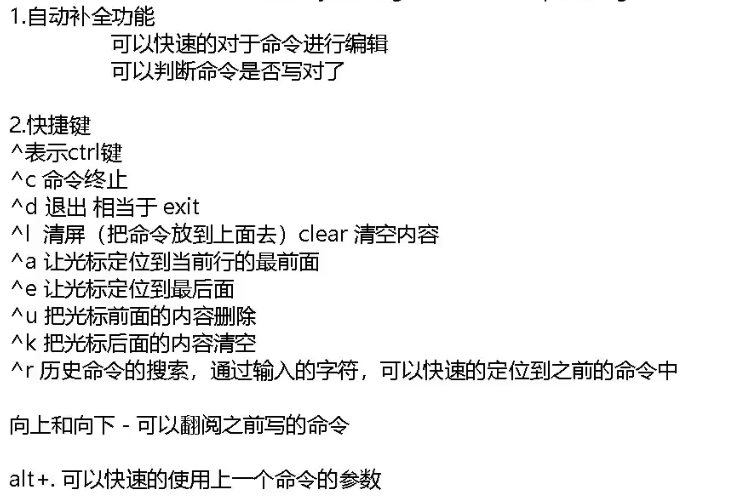 1.自动补全功能
可以快速的对于命令进行编辑
可以判断命令是否写对了
2.快捷键
^表示ctrl键
^c 命令终止
^d 退出 相当于 exit
^l 清屏（把命令放到上面去）clear 清空内容
^a 让光标定位到当前行的最前面
^e 让光标定位到最后面
^u 把光标前面的内容删除
^k 把光标后面的内容清空
^r 历史命令的搜索，通过输入的字符，可以快速的定位到之前的命令中
向上和向下 - 可以翻阅之前写的命令
alt+. 可以快速的使用上一个命令的参数